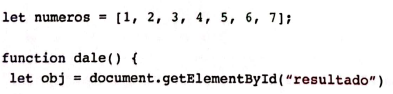 let numeros = [1, 2, 3, 4, 5, 6, 7];
function dale() {
let obj = document.getElementById("resultado")